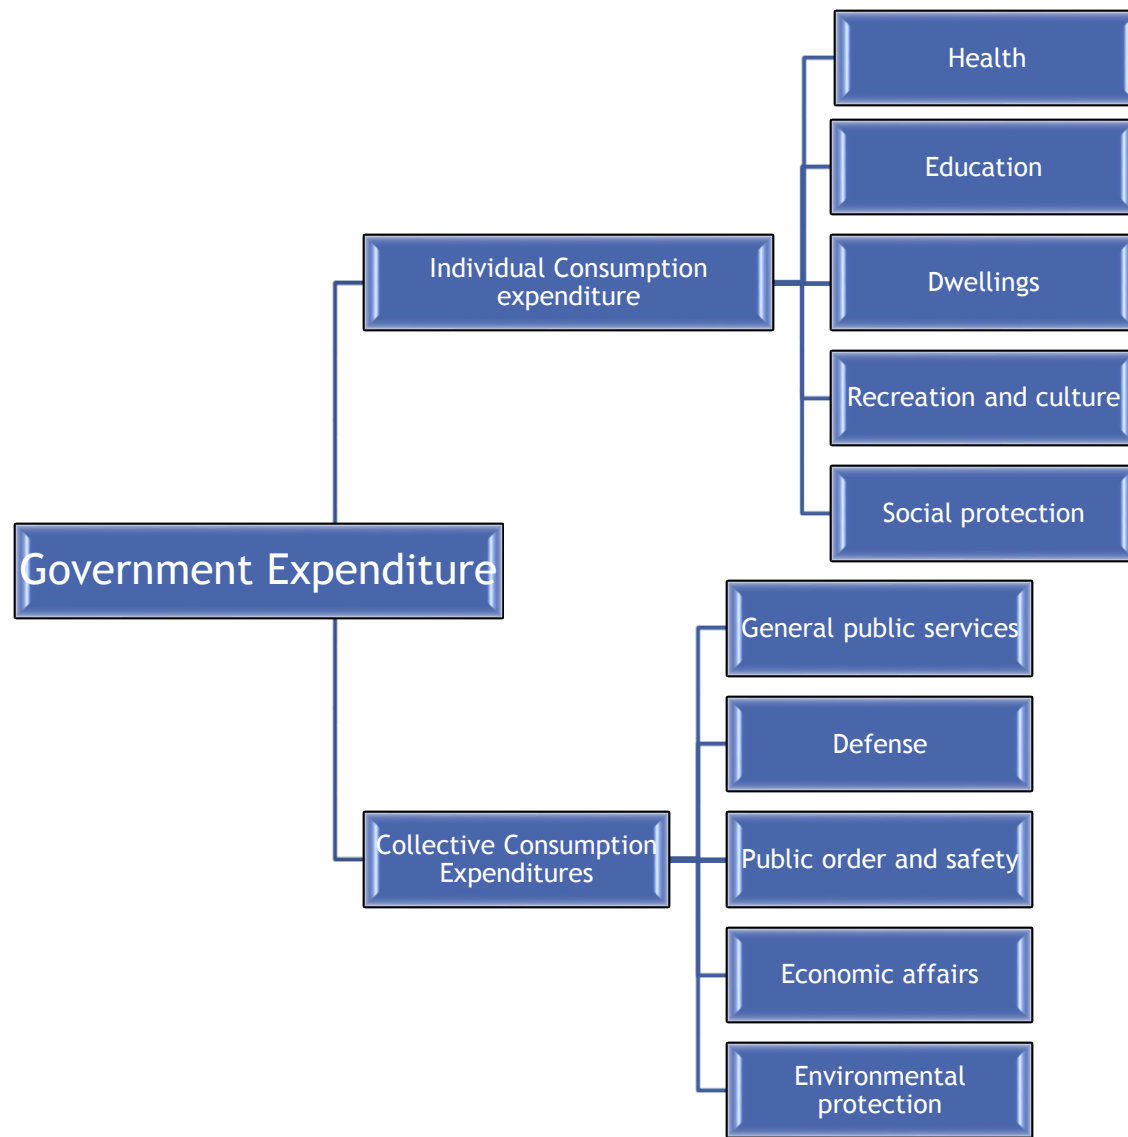 Health
Education
Individual Consumption
expenditure
Dwellings
Recreation and culture
Social protection
Government Expenditure
General public services
Defense
Collective Consumption
Expenditures
Public order and safety
Economic affairs
Environmental
protection